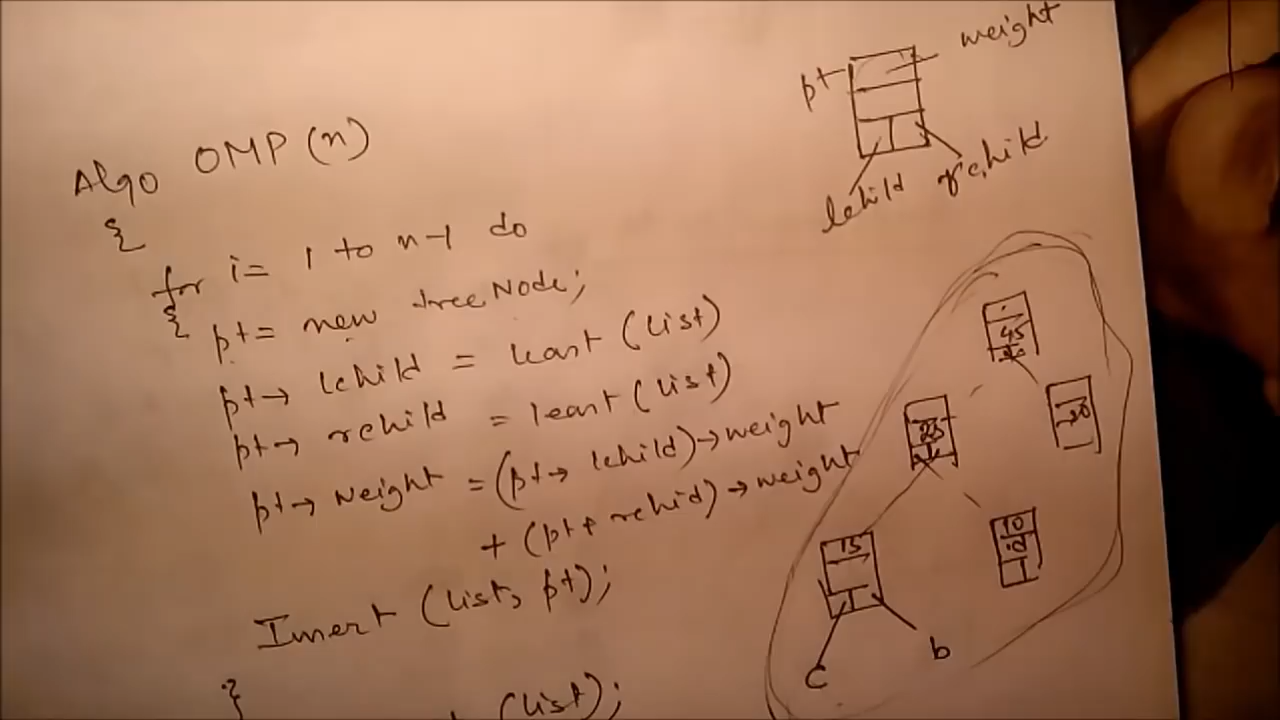 Algo OMP (n)
{
for i = 1 to n-1 do
{ pt = new treeNode;
pt → lchild = least (list)
pt → rchild = least (list)
pt → weight = (pt → lchild) → weight
+ (pt → rchild) → weight
Insert (list, pt);
}
(list);
weight
pt
lchild rchild
45
30
25
10
15
c
b